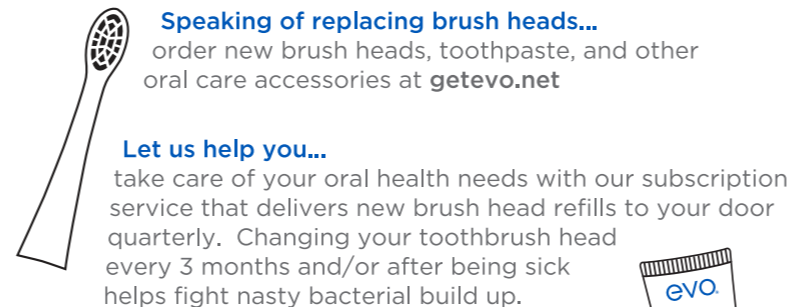 Speaking of replacing brush heads...
order new brush heads, toothpaste, and other
oral care accessories at getevo.net
Let us help you...
take care of your oral health needs with our subscription
service that delivers new brush head refills to your door
quarterly.  Changing your toothbrush head
every 3 months and/or after being sick
helps fight nasty bacterial build up.
evo.